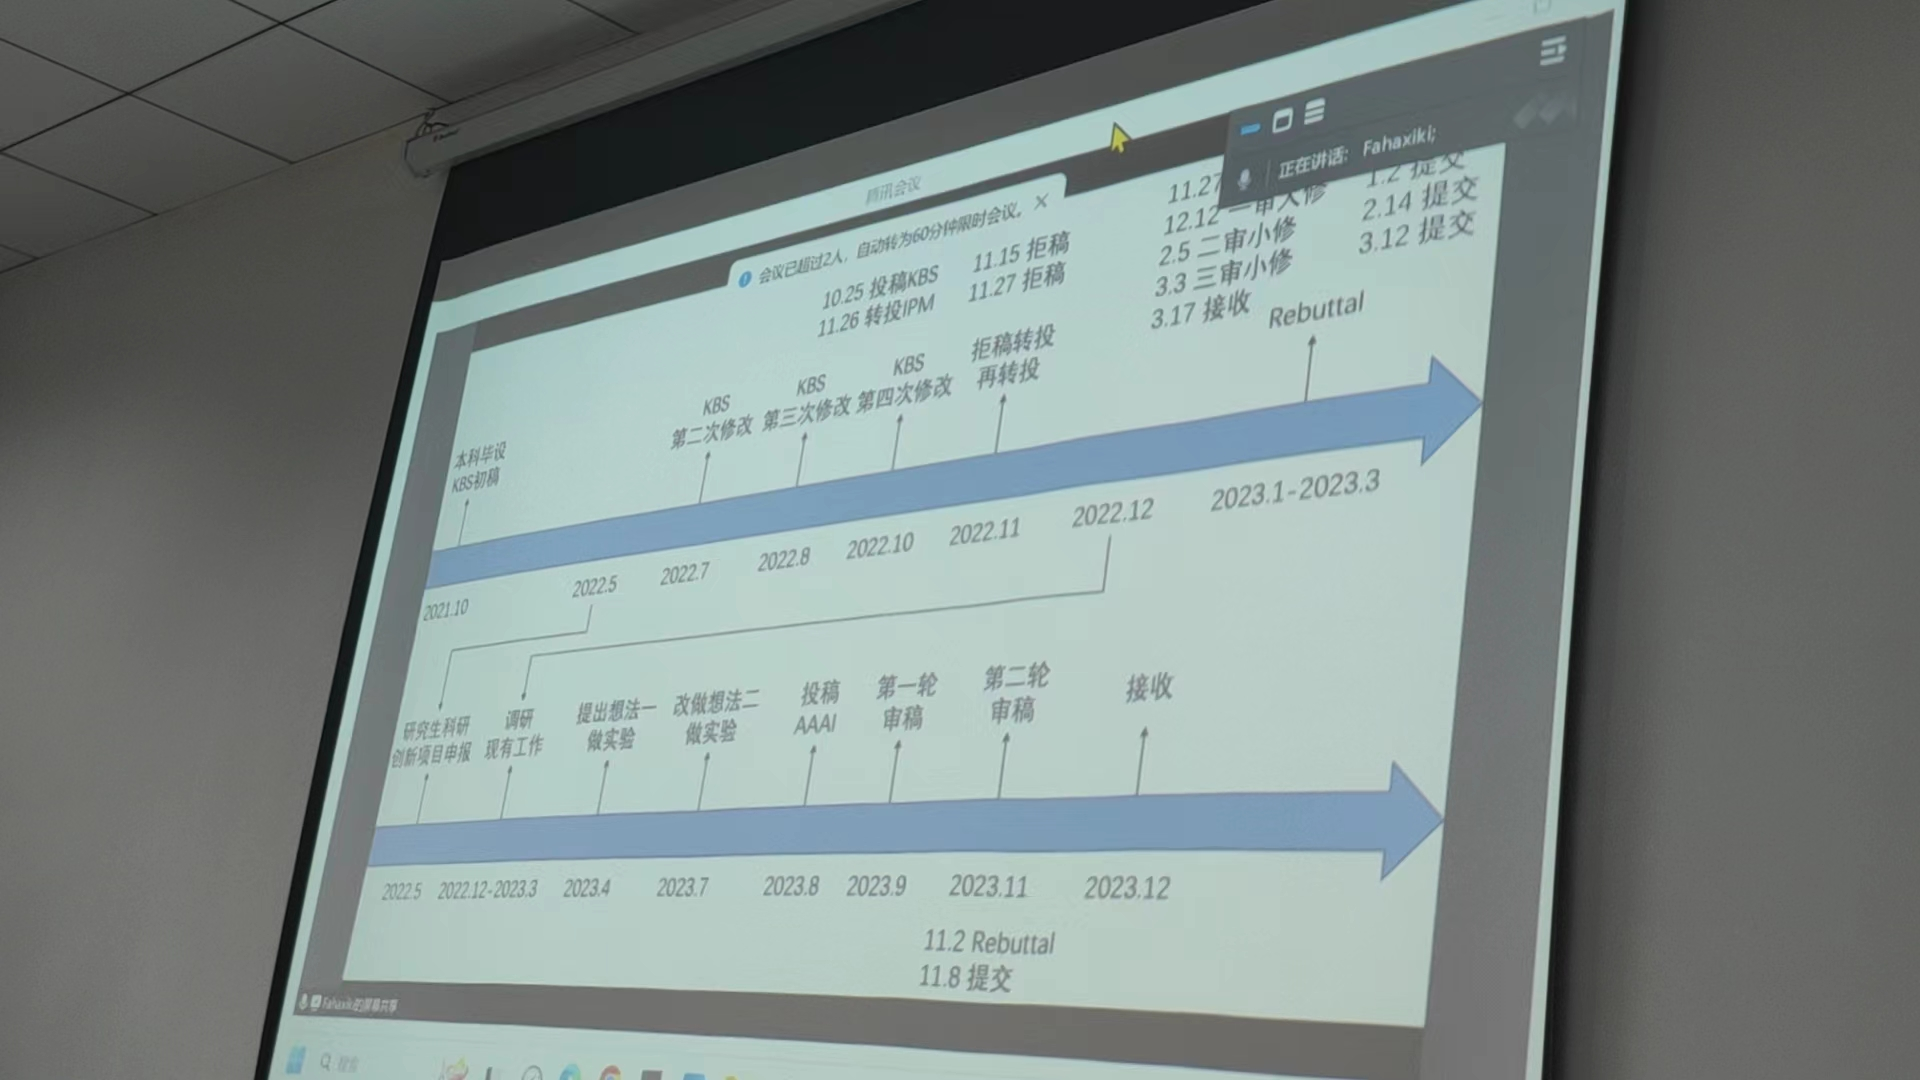 腾讯会议
正在讲话: Fahaxiki;
会议已超过2人，自动转为60分钟限时会议。
10.25 投稿KBS
11.26 转投IPM
11.15 拒稿
11.27 拒稿
11.27
12.12 一审大修
2.5 二审小修
3.3 三审小修
3.17 接收
1.2 提交
2.14 提交
3.12 提交
本科毕设
KBS初稿
KBS
第二次修改
KBS
第三次修改
KBS
第四次修改
拒稿转投
再转投
Rebuttal
2021.10
2022.5
2022.7
2022.8
2022.10
2022.11
2022.12
2023.1-2023.3
研究生科研
创新项目申报
调研
现有工作
提出想法一
做实验
改做想法二
做实验
投稿
AAAI
第一轮
审稿
第二轮
审稿
接收
2022.5
2022.12-2023.3
2023.4
2023.7
2023.8
2023.9
2023.11
2023.12
11.2 Rebuttal
11.8 提交
Fahaxiki的屏幕共享
搜索